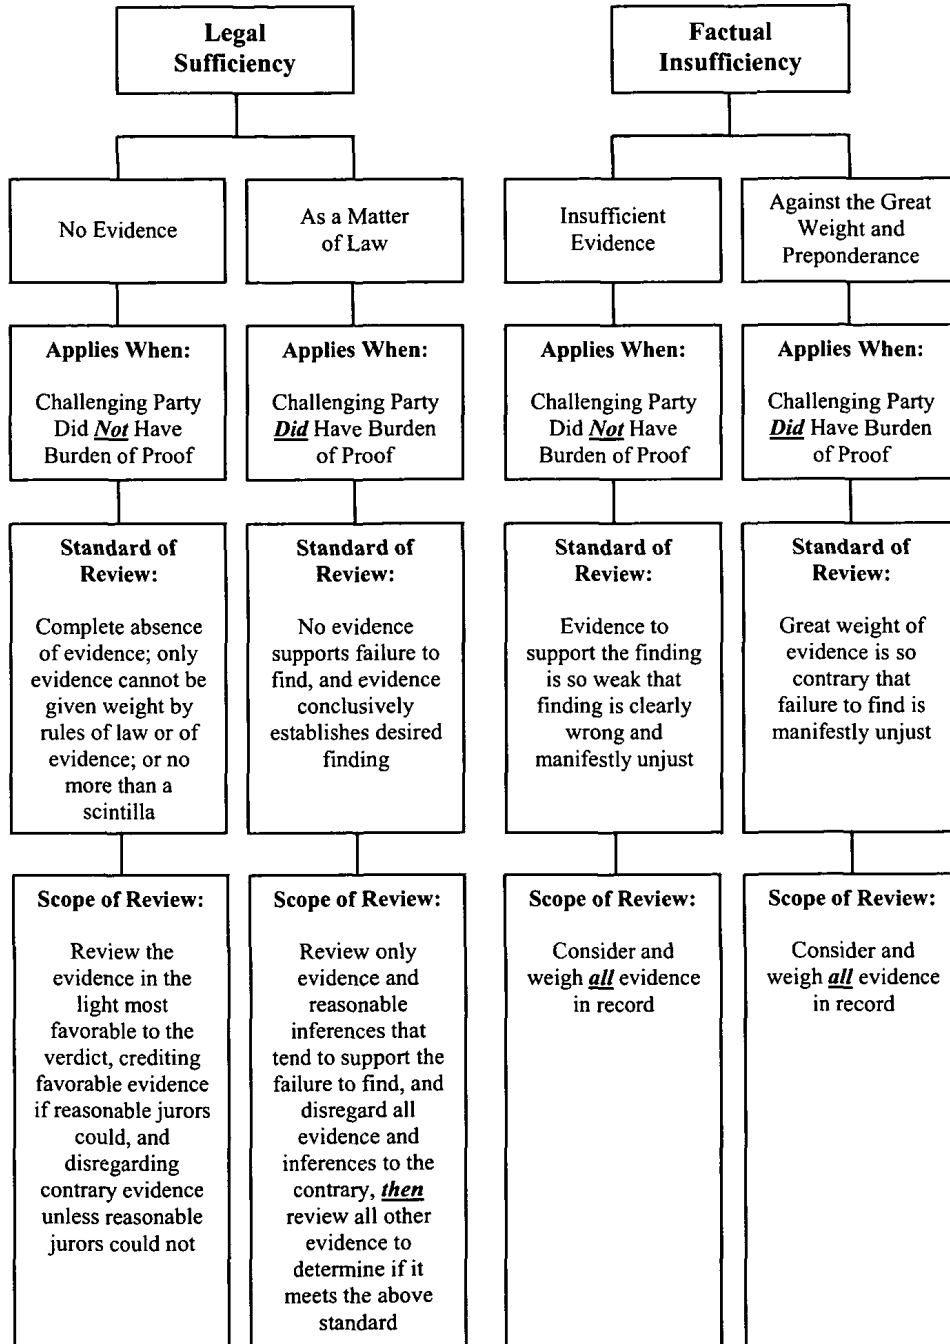 Legal
Sufficiency
Factual
Insufficiency
No Evidence
As a Matter
of Law
Insufficient
Evidence
Against the Great
Weight and
Preponderance
Applies When:
Challenging Party
Did Not Have
Burden of Proof
Applies When:
Challenging Party
Did Have Burden
of Proof
Applies When:
Challenging Party
Did Not Have
Burden of Proof
Applies When:
Challenging Party
Did Have Burden
of Proof
Standard of
Review:
Complete absence
of evidence; only
evidence cannot be
given weight by
rules of law or of
evidence; or no
more than a
scintilla
Standard of
Review:
No evidence
supports failure to
find, and evidence
conclusively
establishes desired
finding
Standard of
Review:
Evidence to
support the finding
is so weak that
finding is clearly
wrong and
manifestly unjust
Standard of
Review:
Great weight of
evidence is so
contrary that
failure to find is
manifestly unjust
Scope of Review:
Review the
evidence in the
light most
favorable to the
verdict, crediting
favorable evidence
if reasonable jurors
could, and
disregarding
contrary evidence
unless reasonable
jurors could not
Scope of Review:
Review only
evidence and
reasonable
inferences that
tend to support the
failure to find, and
disregard all
evidence and
inferences to the
contrary, then
review all other
evidence to
determine if it
meets the above
standard
Scope of Review:
Consider and
weigh all evidence
in record
Scope of Review:
Consider and
weigh all evidence
in record